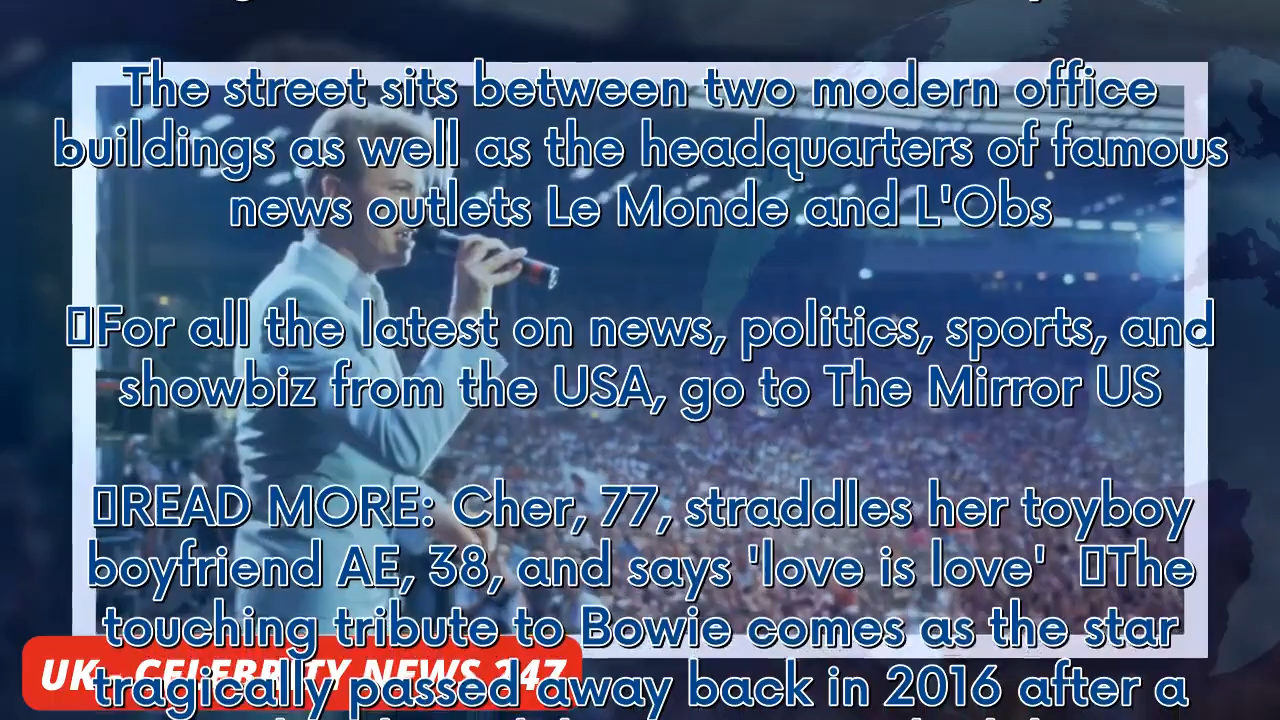 The street sits between two modern office
buildings as well as the headquarters of famous
news outlets Le Monde and L'Obs
For all the latest on news, politics, sports, and
showbiz from the USA, go to The Mirror US
READ MORE: Cher, 77, straddles her toyboy
boyfriend AE, 38, and says 'love is love' The
touching tribute to Bowie comes as the star
UK - CELEBRITY NEWS 247
tragically passed away back in 2016 after a